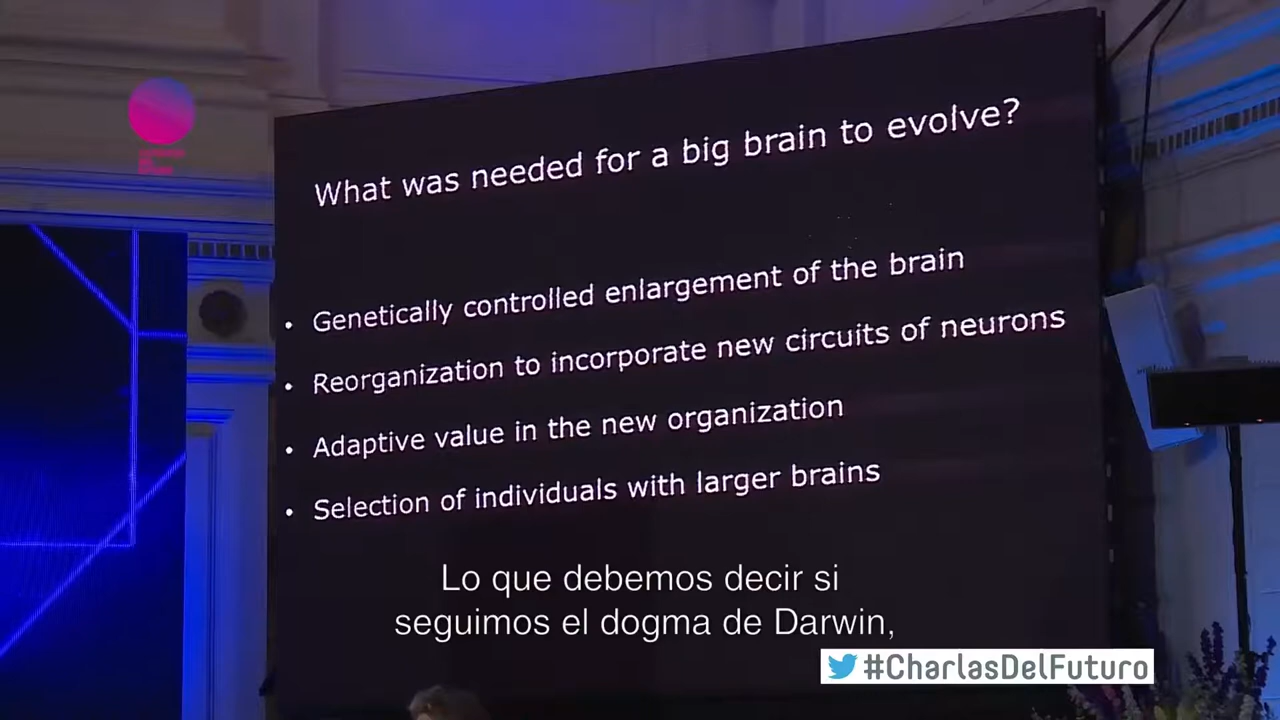 What was needed for a big brain to evolve?
• Genetically controlled enlargement of the brain
• Reorganization to incorporate new circuits of neurons
• Adaptive value in the new organization
• Selection of individuals with larger brains
Lo que debemos decir si
seguimos el dogma de Darwin,
#CharlasDelFuturo